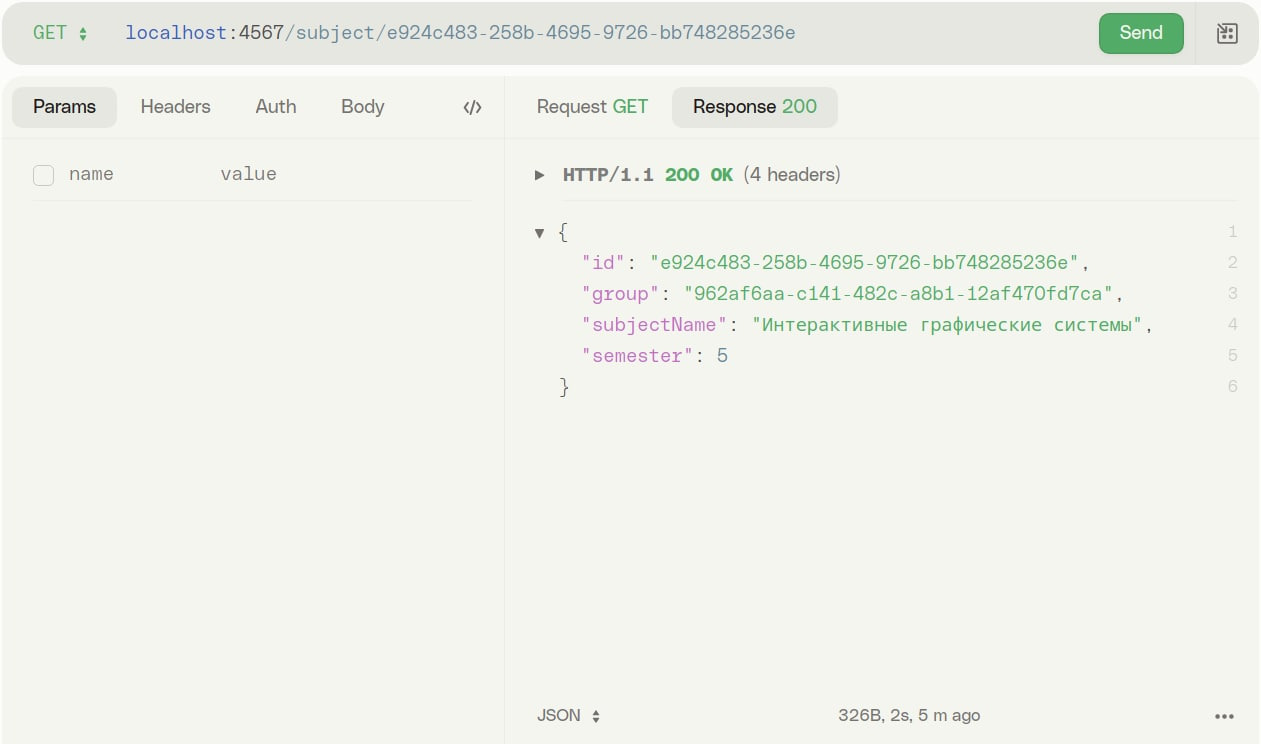 GET localhost:4567/subject/e924c483-258b-4695-9726-bb748285236e Send
Params Headers Auth Body </> Request GET Response 200
name value
HTTP/1.1 200 OK (4 headers)
{ 1
"id": "e924c483-258b-4695-9726-bb748285236e", 2
"group": "962af6aa-c141-482c-a8b1-12af470fd7ca", 3
"subjectName": "Интерактивные графические системы", 4
"semester": 5 5
} 6
JSON 326B, 2s, 5 m ago